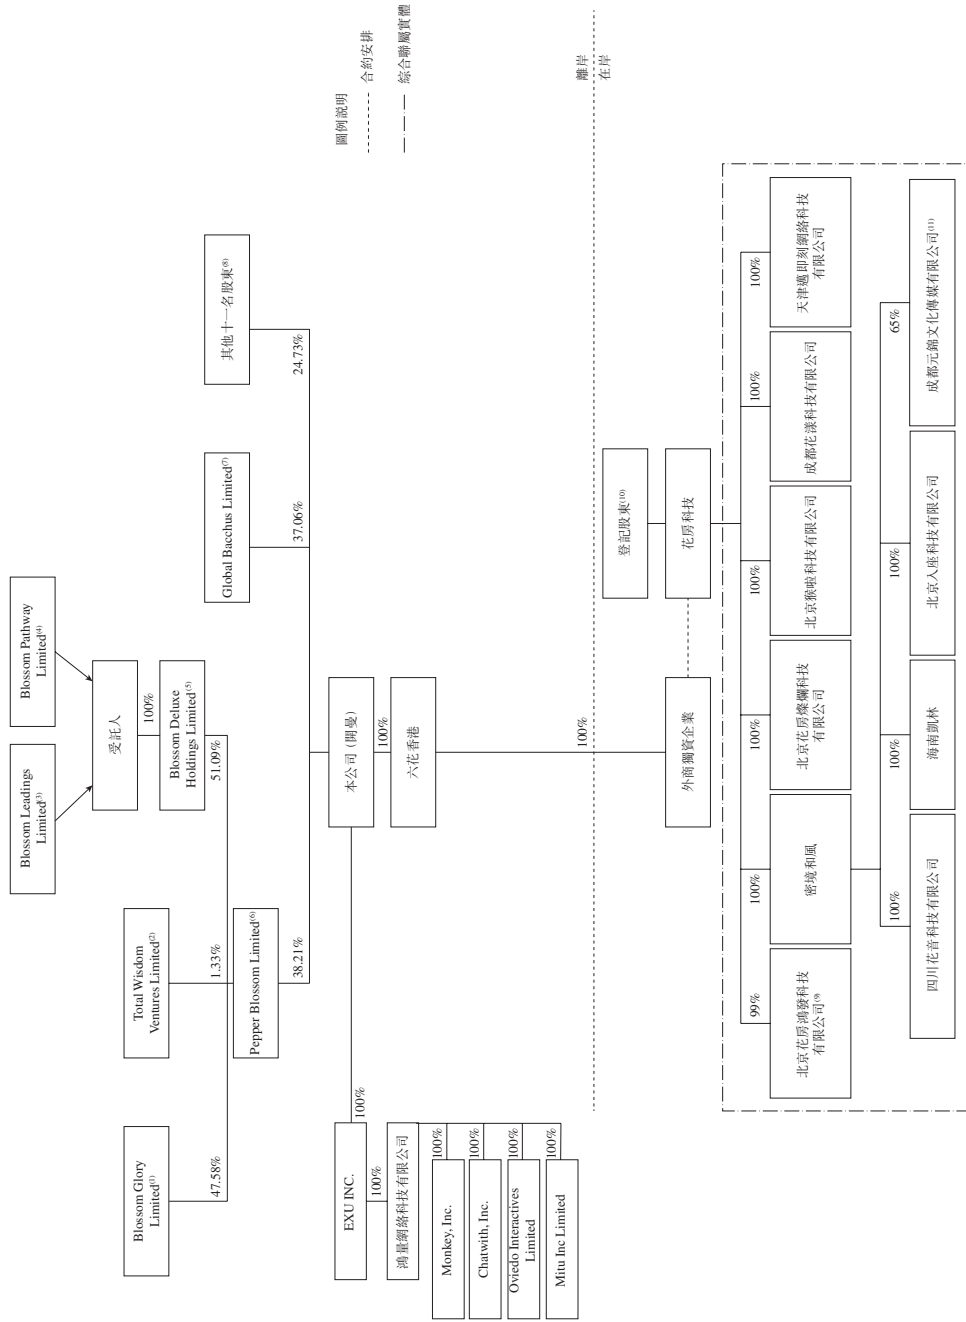 Blossom Leadings
Limited(3)
Blossom Pathway
Limited(4)
受託人
100%
Blossom Glory
Limited(1)
Total Wisdom
Ventures Limited(2)
Blossom Deluxe
Holdings Limited(5)
47.58%
1.33%
51.09%
Pepper Blossom Limited(6)
Global Bacchus Limited(7)
其他十一名股東(8)
38.21%
37.06%
24.73%
圖例說明
合約安排
綜合聯屬實體
本公司（開曼）
100%
六花香港
EXU INC.
100%
100%
鴻量網絡科技有限公司
Monkey, Inc.
100%
Chatwith, Inc.
100%
Oviedo Interactives
Limited
100%
Mitu Inc Limited
100%
離岸
在岸
100%
登記股東(10)
外商獨資企業
花房科技
99%
100%
100%
100%
100%
100%
北京花房鴻發科技
有限公司(9)
密境和風
北京花房燦爛科技
有限公司
北京猴啦科技有限公司
成都花漾科技有限公司
天津邁即刻網絡科技
有限公司
100%
100%
100%
65%
四川花音科技有限公司
海南凱林
北京入座科技有限公司
成都元錦文化傳媒有限公司(11)